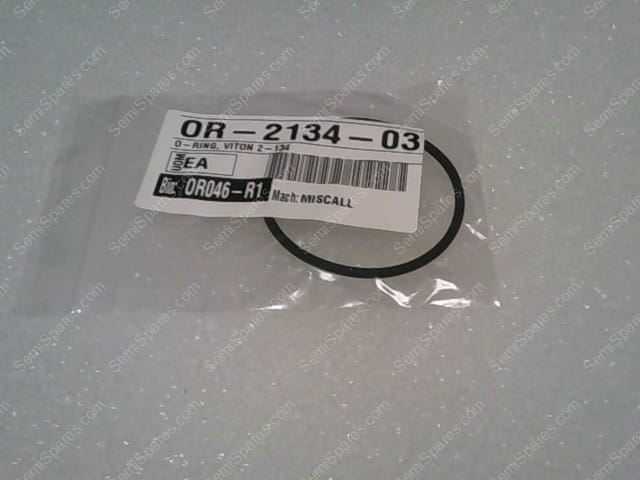 OR-2134-03
O-RING, VITON 2-134
UOM EA
Bin: OR046-R1 Mach: MISCALL
SemiSpares.com